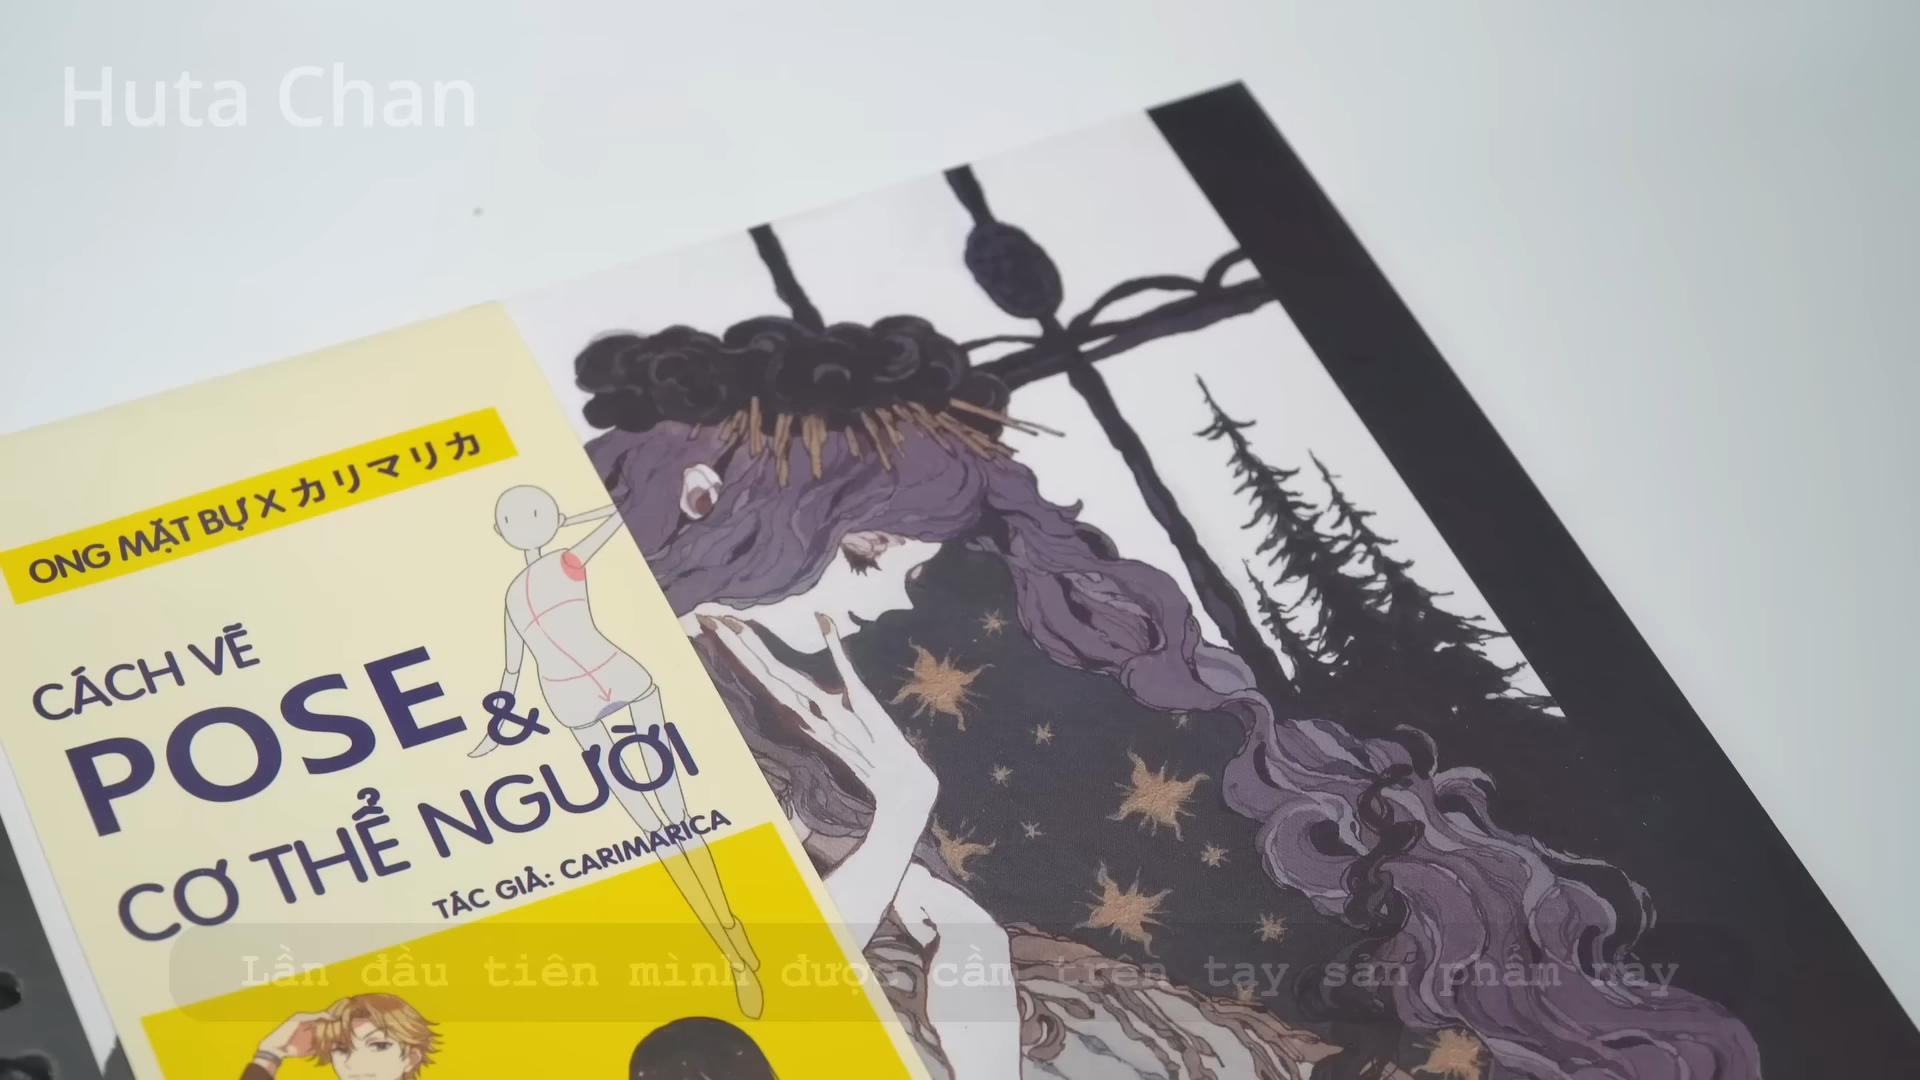 Huta Chan
ONG MẶT BỰ X カリマリカ
CÁCH VẼ
POSE &
CƠ THỂ NGƯỜI
TÁC GIẢ: CARIMARICA
Lần đầu tiên mình được cầm trên tay sản phẩm này